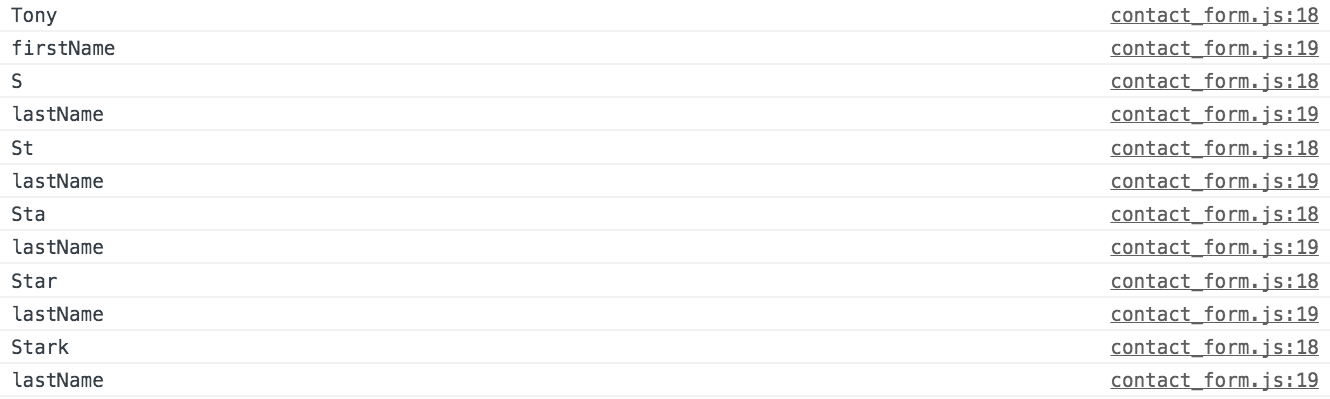 Tony contact_form.js:18
firstName contact_form.js:19
S contact_form.js:18
lastName contact_form.js:19
St contact_form.js:18
lastName contact_form.js:19
Sta contact_form.js:18
lastName contact_form.js:19
Star contact_form.js:18
lastName contact_form.js:19
Stark contact_form.js:18
lastName contact_form.js:19